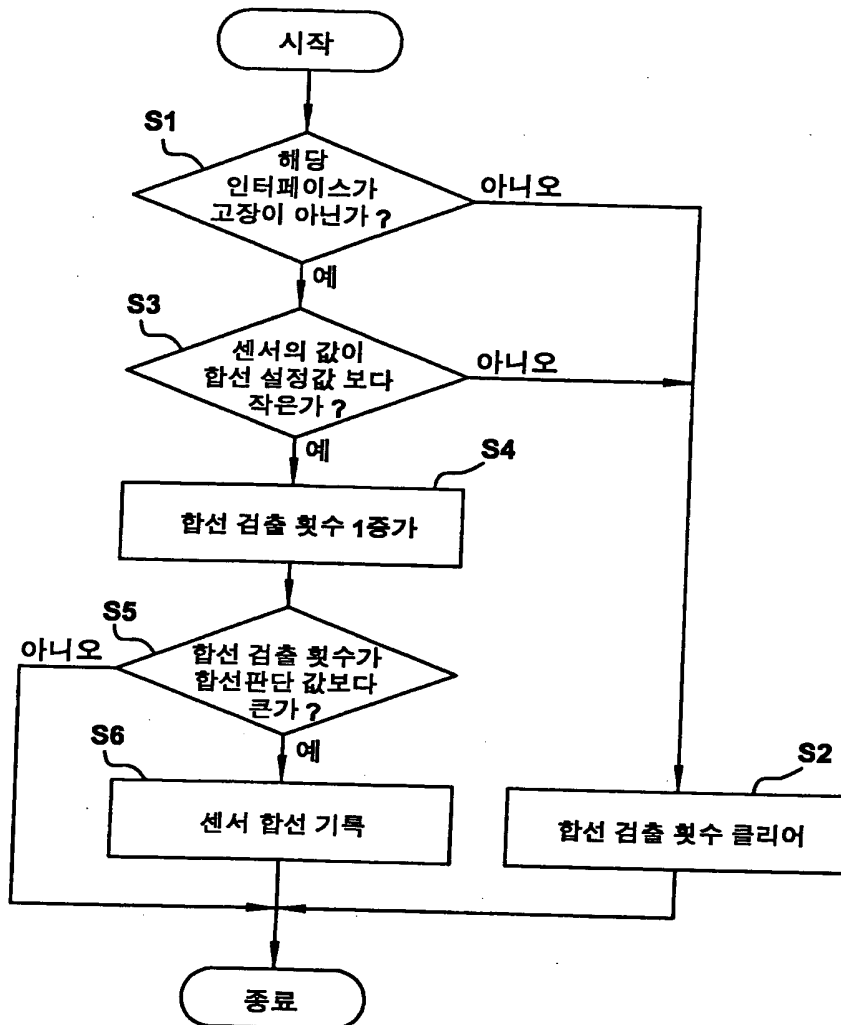 시작
S1
해당
인터페이스가
고장이 아닌가 ?
아니오
예
S3
센서의 값이
합선 설정값 보다
작은가 ?
아니오
예
S4
합선 검출 횟수 1증가
S5
아니오
합선 검출 횟수가
합선판단 값보다
큰가 ?
예
S6
센서 합선 기록
S2
합선 검출 횟수 클리어
종료